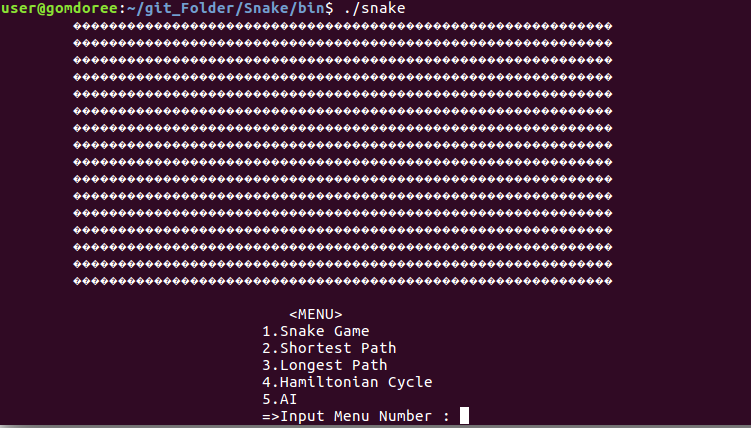 user@gomdoree:~/git_Folder/Snake/bin$ ./snake
<MENU>
1.Snake Game
2.Shortest Path
3.Longest Path
4.Hamiltonian Cycle
5.AI
=>Input Menu Number :